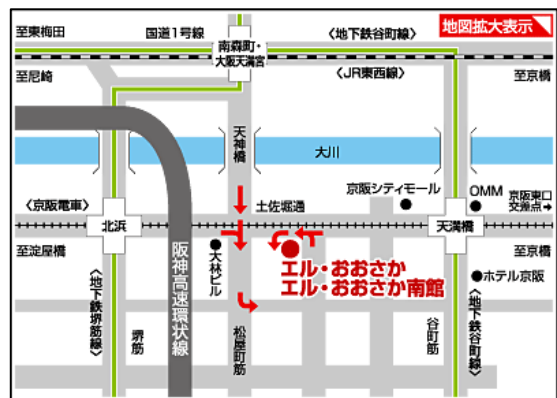 地図拡大表示
至東梅田
国道1号線
南森町・
大阪天満宮
〈地下鉄谷町線〉
至尼崎
〈JR東西線〉
至京橋
天神橋
大川
京阪シティモール
OMM
京阪東口
交差点→
〈京阪電車〉
土佐堀通
北浜
天満橋
至淀屋橋
大林ビル
エル・おおさか
エル・おおさか南館
至京橋
ホテル京阪
〈地下鉄堺筋線〉
堺筋
阪神高速環状線
松屋町筋
谷町筋
〈地下鉄谷町線〉